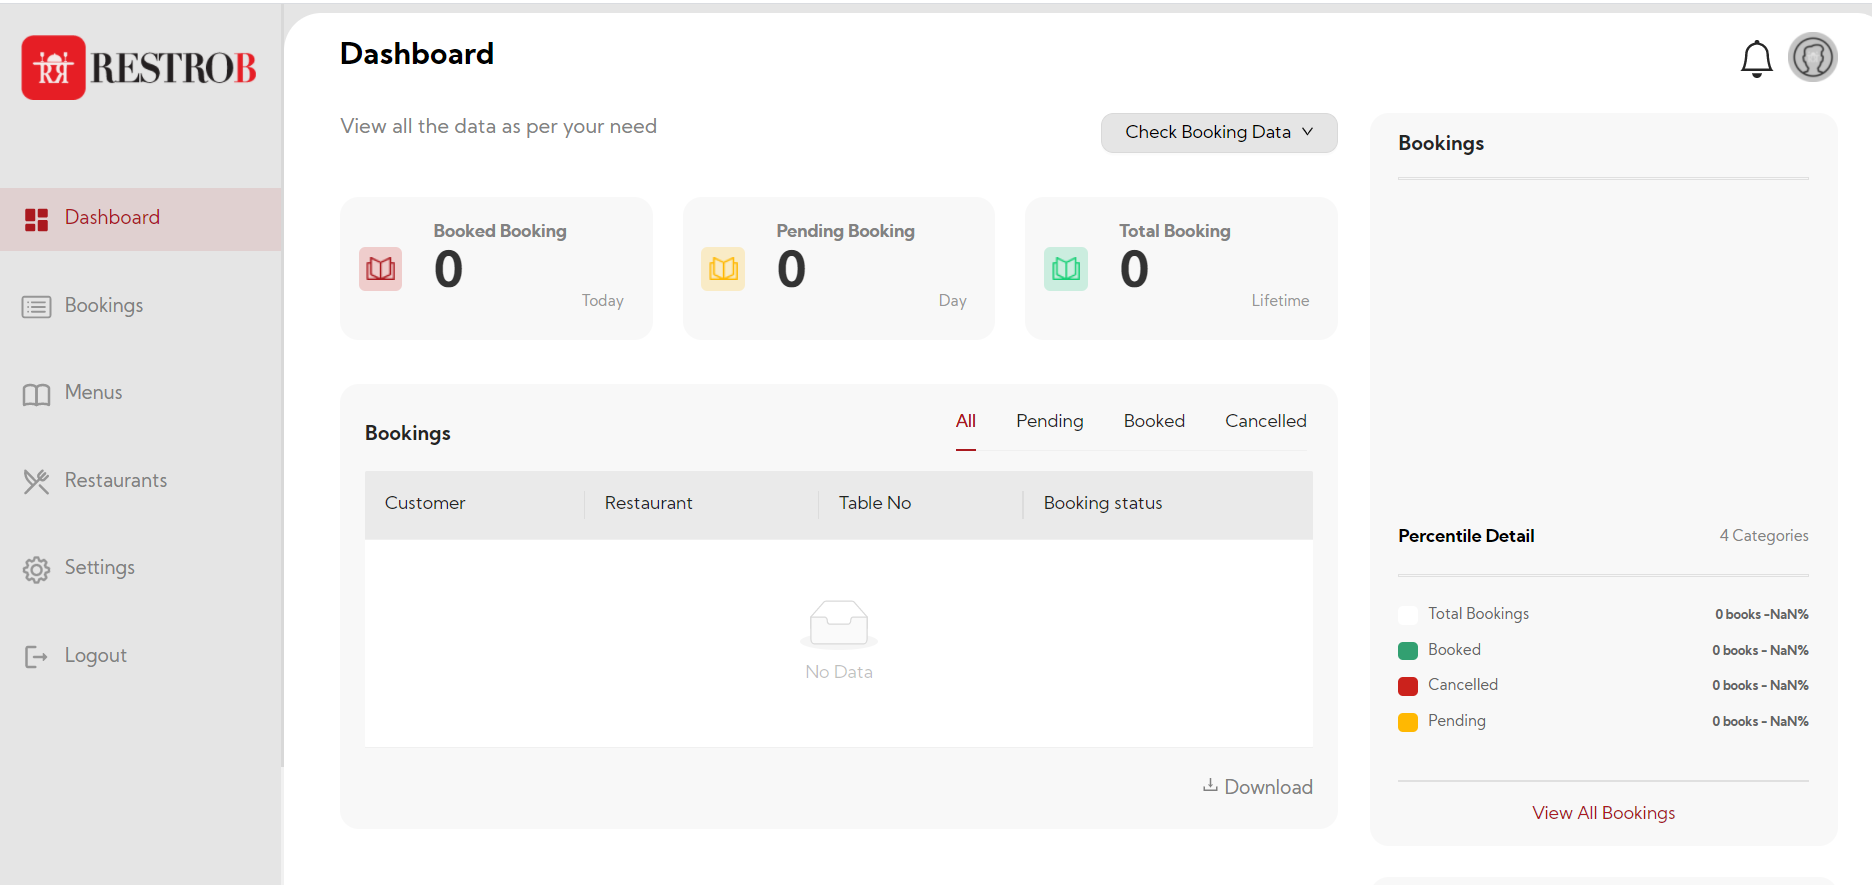 RESTROB
Dashboard
Bookings
Menus
Restaurants
Settings
Logout
Dashboard
View all the data as per your need
Check Booking Data
Booked Booking
0
Today
Pending Booking
0
Day
Total Booking
0
Lifetime
Bookings
All Pending Booked Cancelled
Customer Restaurant Table No Booking status
No Data
Download
Bookings
Percentile Detail 4 Categories
Total Bookings 0 books -NaN%
Booked 0 books - NaN%
Cancelled 0 books - NaN%
Pending 0 books - NaN%
View All Bookings